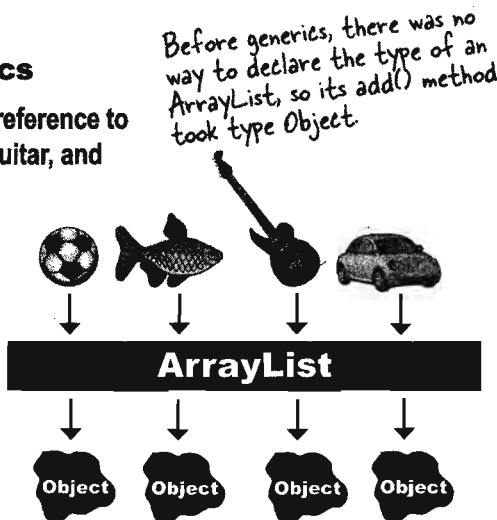 Before generics, there was no
way to declare the type of an
ArrayList, so its add() method
took type Object.
cs
reference to
uitar, and
ArrayList
Object Object Object Object